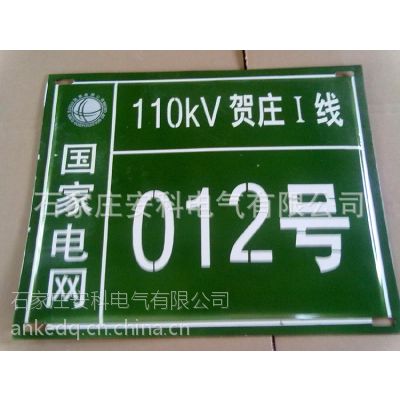 110kV 贺庄 I 线
国家电网
012号
石家庄安科电气有限公司
石家庄安科电气有限公司
ankedq.cn.china.cn